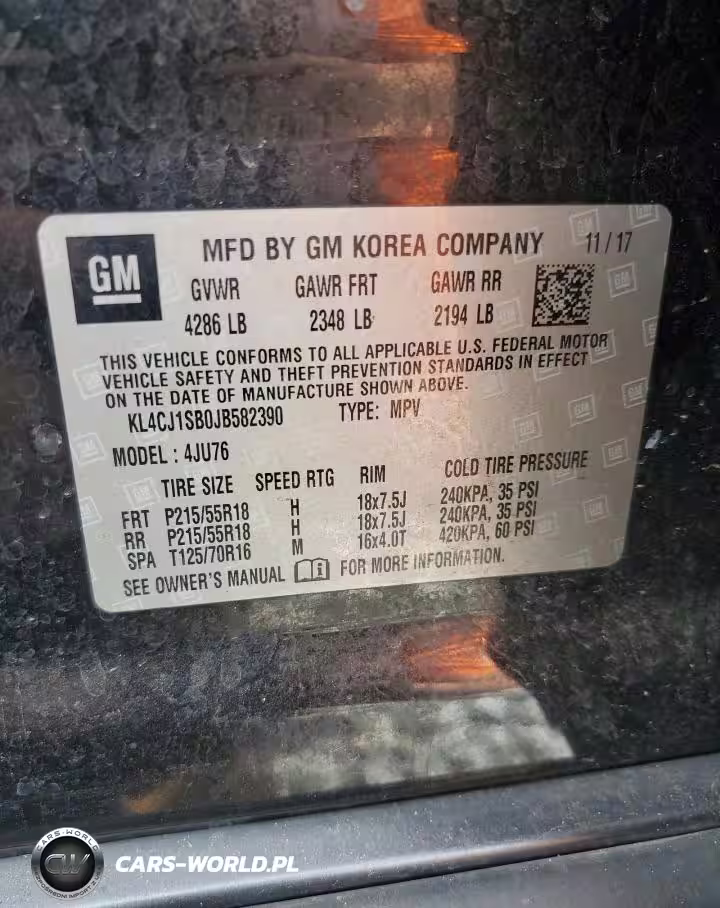 GM
MFD BY GM KOREA COMPANY 11/17
GVWR GAWR FRT GAWR RR
4286 LB 2348 LB 2194 LB
THIS VEHICLE CONFORMS TO ALL APPLICABLE U.S. FEDERAL MOTOR
VEHICLE SAFETY AND THEFT PREVENTION STANDARDS IN EFFECT
ON THE DATE OF MANUFACTURE SHOWN ABOVE.
KL4CJ1SB0JB582390 TYPE: MPV
MODEL : 4JU76
TIRE SIZE SPEED RTG RIM COLD TIRE PRESSURE
FRT P215/55R18 H 18x7.5J 240KPA, 35 PSI
RR P215/55R18 H 18x7.5J 240KPA, 35 PSI
SPA T125/70R16 M 16x4.0T 420KPA, 60 PSI
SEE OWNER'S MANUAL FOR MORE INFORMATION.
CARS-WORLD
CW
CARS-WORLD.PL